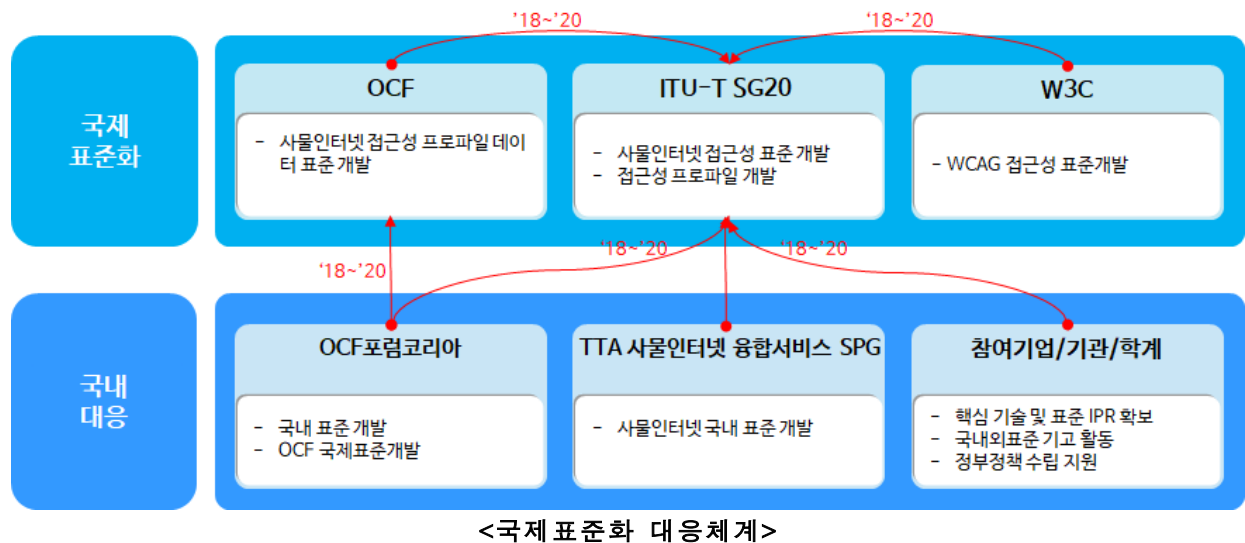 '18~'20
'18~'20
국제
표준화
OCF
- 사물인터넷 접근성 프로파일 데이
터 표준 개발
ITU-T SG20
- 사물인터넷 접근성 표준 개발
- 접근성 프로파일 개발
W3C
- WCAG 접근성 표준개발
'18~'20
'18~'20
'18~'20
국내
대응
OCF포럼코리아
- 국내 표준 개발
- OCF 국제표준개발
TTA 사물인터넷 융합서비스 SPG
- 사물인터넷 국내 표준 개발
참여기업/기관/학계
- 핵심 기술 및 표준 IPR 확보
- 국내외표준 기고 활동
- 정부정책 수립 지원
<국제표준화 대응체계>